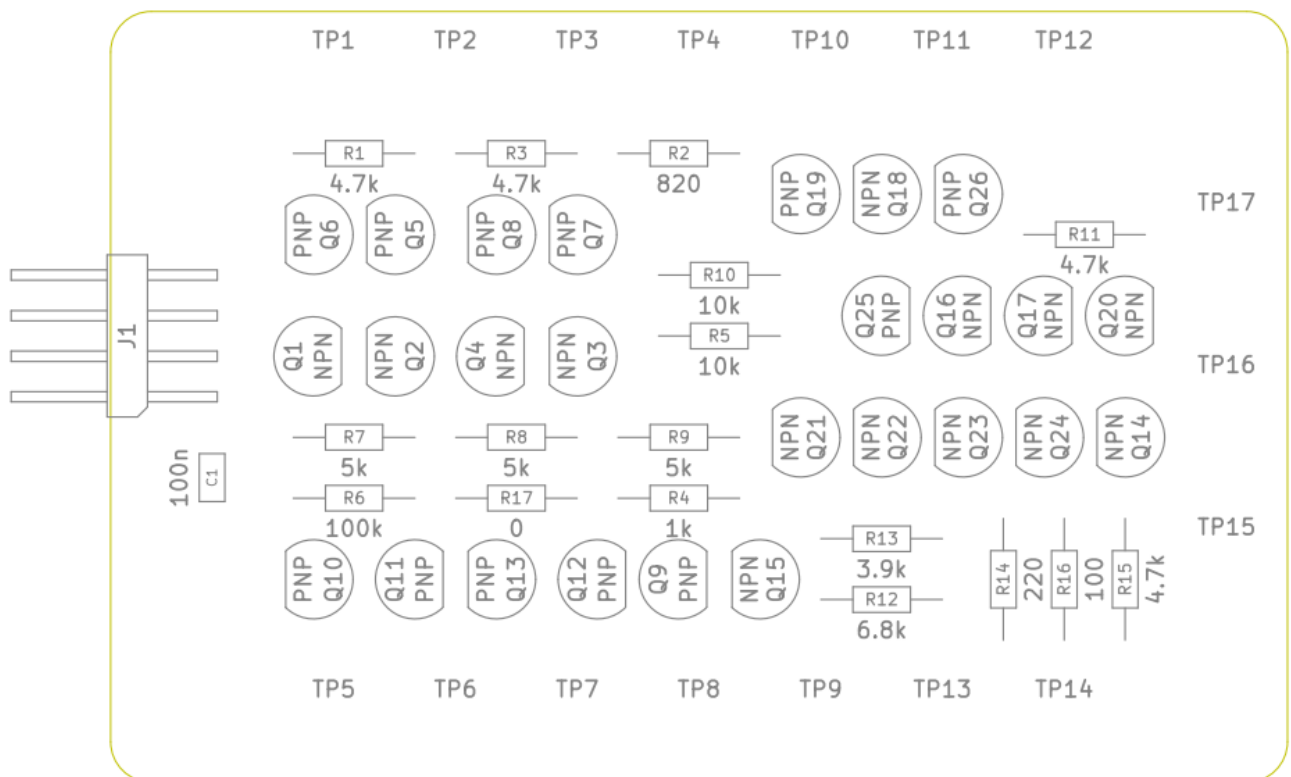 TP1 TP2 TP3 TP4 TP10 TP11 TP12
R1 R3 R2
4.7k 4.7k 820
PNP Q19 NPN Q18 PNP Q26
TP17
PNP Q6 PNP Q5 PNP Q8 PNP Q7
R11
4.7k
R10
10k
J1
Q25 PNP Q16 NPN Q17 NPN Q20 NPN
R5
10k
Q1 NPN NPN Q2 Q4 NPN NPN Q3
TP16
R7 R8 R9
5k 5k 5k
NPN Q21 NPN Q22 NPN Q23 NPN Q24 NPN Q14
100n C1
R6 R17 R4
100k 0 1k
TP15
R13
3.9k
PNP Q10 Q11 PNP PNP Q13 Q12 PNP Q9 PNP NPN Q15
R14 220 R16 100 R15 4.7k
R12
6.8k
TP5 TP6 TP7 TP8 TP9 TP13 TP14